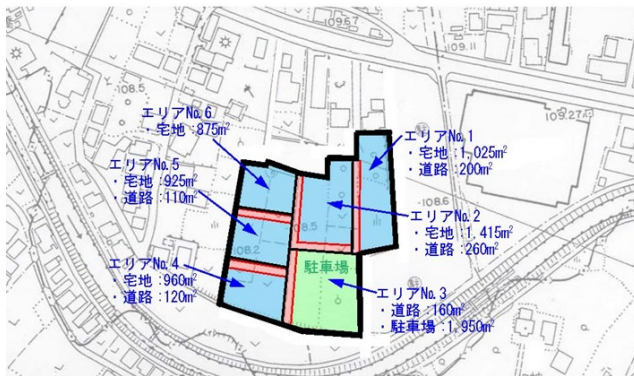 109.67
109.11
108.5
109.27
エリアNo.6
・宅地:875m²
エリアNo.1
・宅地:1,025m²
・道路:200m²
エリアNo.5
・宅地:925m²
・道路:110m²
108.6
エリアNo.2
・宅地:1,415m²
・道路:260m²
108.5
108.2
エリアNo.4
・宅地:960m²
・道路:120m²
駐車場
エリアNo.3
・道路:160m²
・駐車場:1,950m²